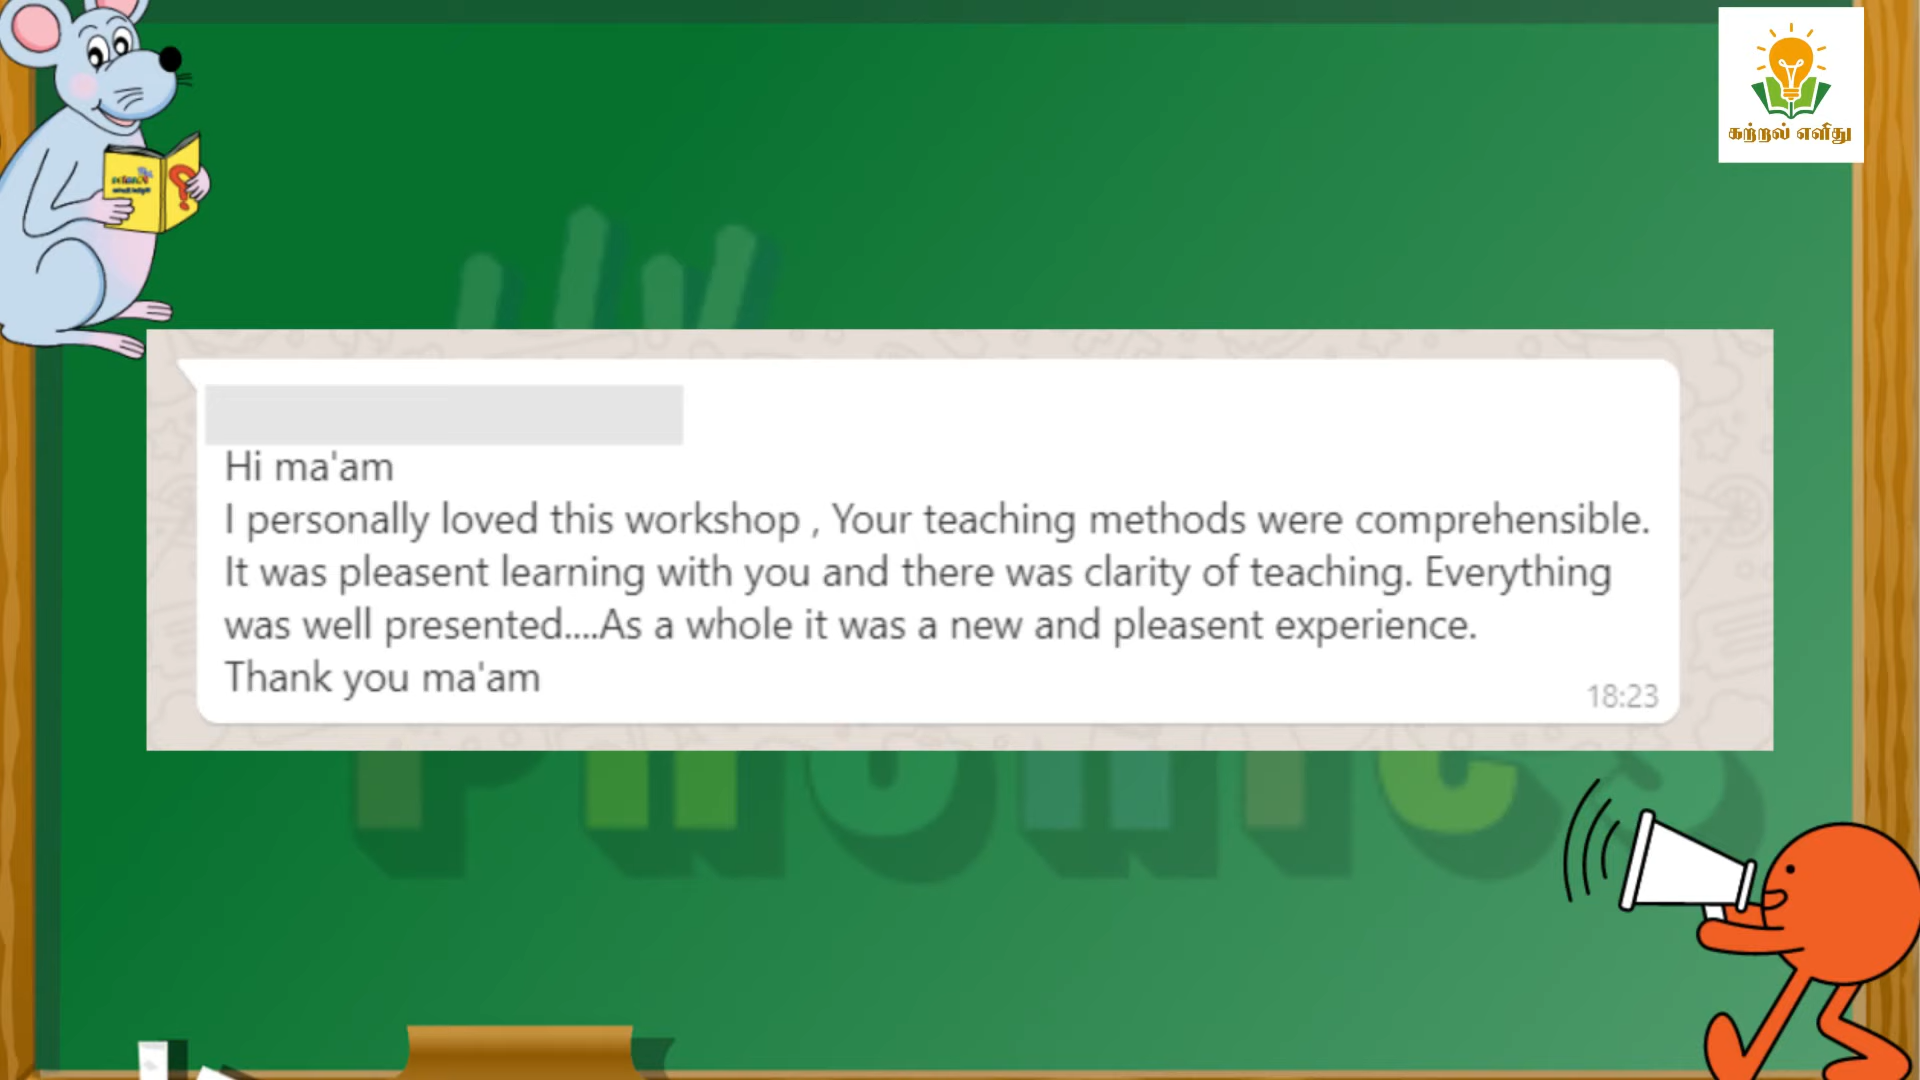 கற்றல் எளிது
Hi ma'am
I personally loved this workshop , Your teaching methods were comprehensible.
It was pleasent learning with you and there was clarity of teaching. Everything
was well presented....As a whole it was a new and pleasent experience.
Thank you ma'am
18:23
PHONICS